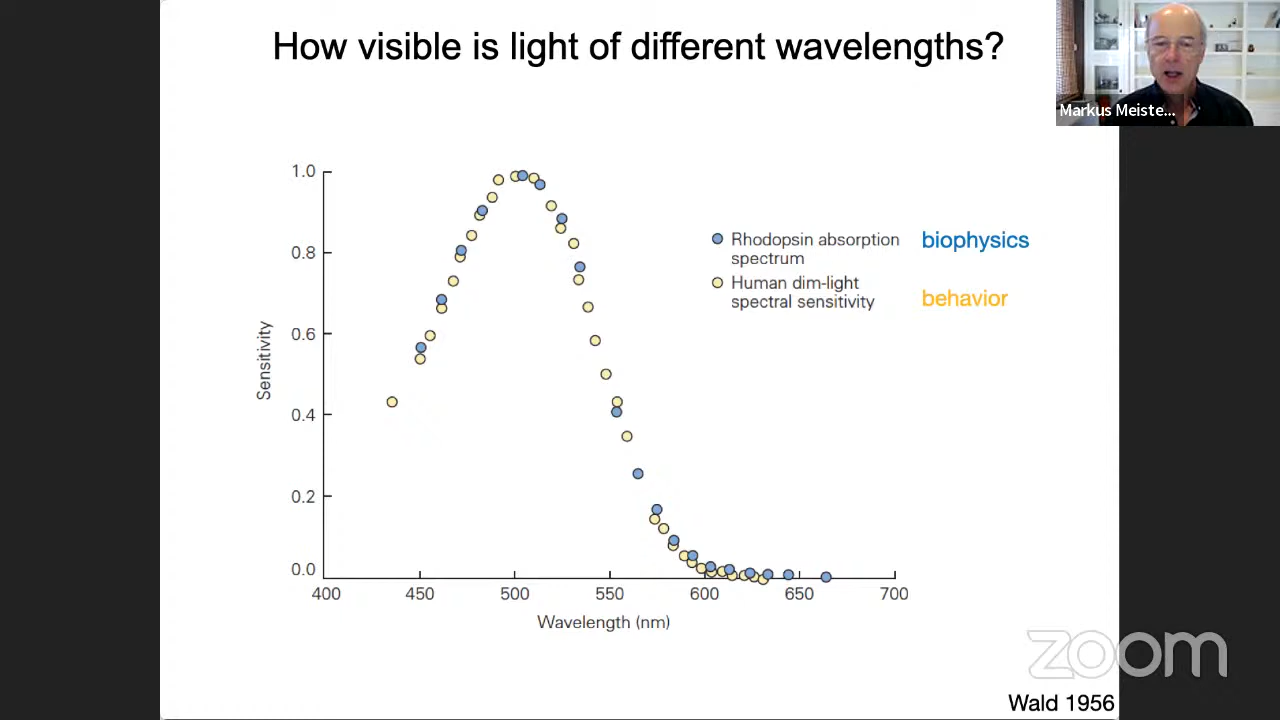 How visible is light of different wavelengths?
Markus Meiste...
1.0
0.8
0.6
0.4
0.2
0.0
Sensitivity
Rhodopsin absorption
spectrum
biophysics
Human dim-light
spectral sensitivity
behavior
400 450 500 550 600 650 700
Wavelength (nm)
zoom
Wald 1956